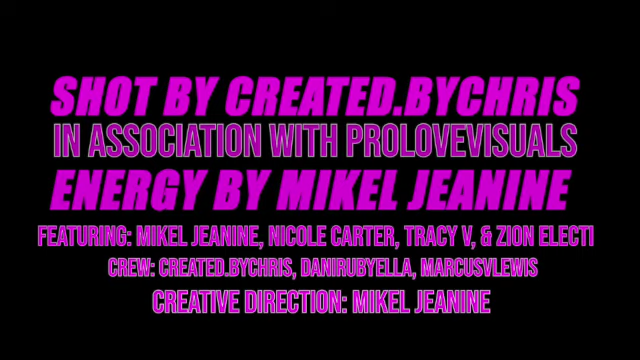 SHOT BY CREATED.BYCHRIS
IN ASSOCIATION WITH PROLOVEVISUALS
ENERGY BY MIKEL JEANINE
FEATURING: MIKEL JEANINE, NICOLE CARTER, TRACY V, & ZION ELECTI
CREW: CREATED.BYCHRIS, DANIRUBYELLA, MARCUSVLEWIS
CREATIVE DIRECTION: MIKEL JEANINE